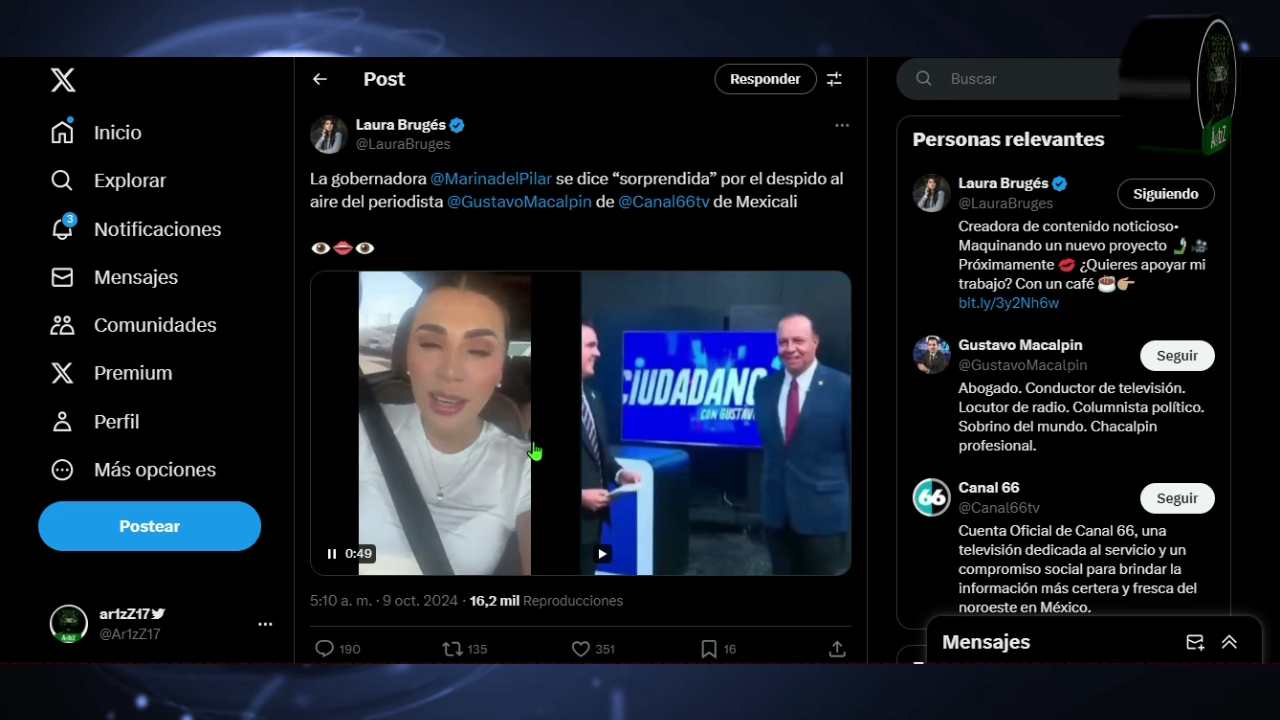 Inicio
Explorar
3
Notificaciones
Mensajes
Comunidades
Premium
Perfil
Más opciones
Postear
ar1zZ17
@Ar1zZ17
Post
Responder
Laura Brugés
@LauraBruges
La gobernadora @MarinadelPilar se dice “sorprendida” por el despido al
aire del periodista @GustavoMacalpin de @Canal66tv de Mexicali
CIUDADANO
CON GUSTAV
0:49
5:10 a. m. · 9 oct. 2024 · 16,2 mil Reproducciones
190
135
351
16
Buscar
Personas relevantes
Laura Brugés
@LauraBruges
Siguiendo
Creadora de contenido noticioso•
Maquinando un nuevo proyecto
Próximamente ¿Quieres apoyar mi
trabajo? Con un café
bit.ly/3y2Nh6w
Gustavo Macalpin
@GustavoMacalpin
Seguir
Abogado. Conductor de televisión.
Locutor de radio. Columnista político.
Sobrino del mundo. Chacalpin
profesional.
66
Canal 66
@Canal66tv
Seguir
Cuenta Oficial de Canal 66, una
televisión dedicada al servicio y un
compromiso social para brindar la
información más certera y fresca del
noroeste en México.
Mensajes